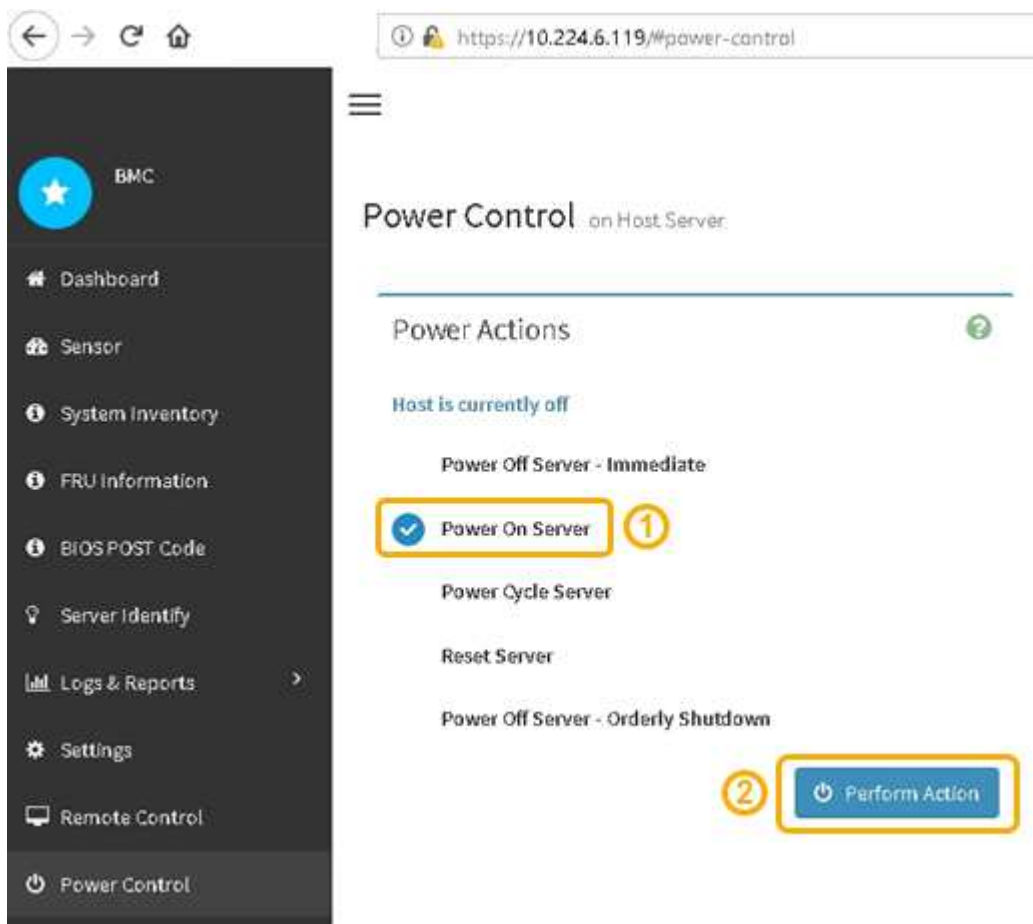 https://10.224.6.119/#power-control
BMC
Power Control on Host Server
Dashboard
Power Actions
Sensor
Host is currently off
System Inventory
Power Off Server - Immediate
FRU Information
Power On Server 1
BIOS POST Code
Power Cycle Server
Server Identify
Reset Server
Logs & Reports
Power Off Server - Orderly Shutdown
Settings
2 Perform Action
Remote Control
Power Control